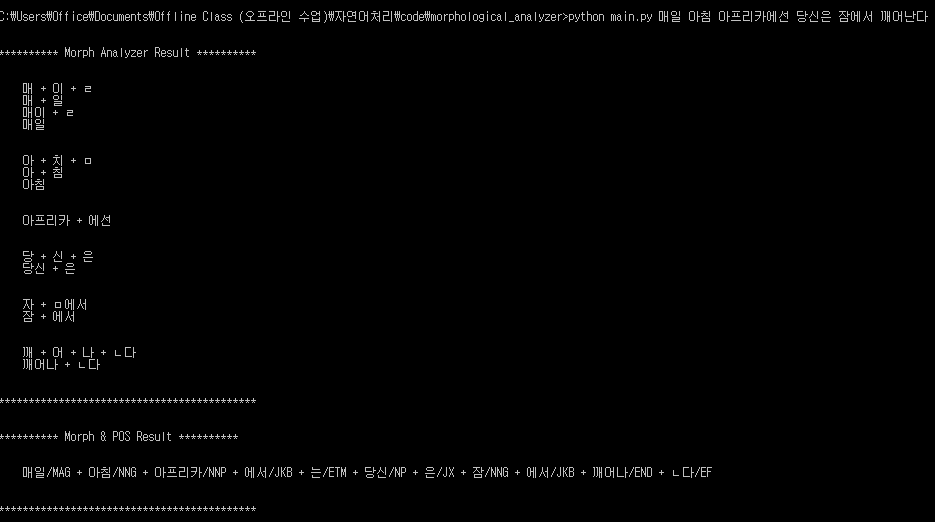 C:\Users\Office\Documents\Offline Class (오프라인 수업)\자연어처리\code\morphological_analyzer>python main.py 매일 아침 아프리카에선 당신은 잠에서 깨어난다
********** Morph Analyzer Result **********
매 + 이 + ㄹ
매 + 일
매이 + ㄹ
매일
아 + 치 + ㅁ
아 + 침
아침
아프리카 + 에선
당 + 신 + 은
당신 + 은
자 + ㅁ에서
잠 + 에서
깨 + 어 + 나 + ㄴ다
깨어나 + ㄴ다
*******************************************
********** Morph & POS Result **********
매일/MAG + 아침/NNG + 아프리카/NNP + 에서/JKB + 는/ETM + 당신/NP + 은/JX + 잠/NNG + 에서/JKB + 깨어나/END + ㄴ다/EF
*******************************************